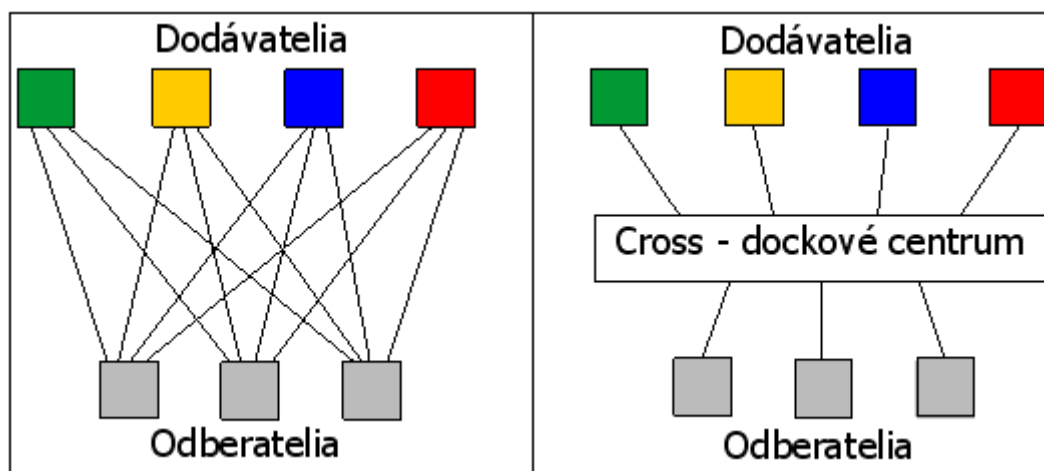 Dodávatelia
Odberatelia
Dodávatelia
Cross - dockové centrum
Odberatelia